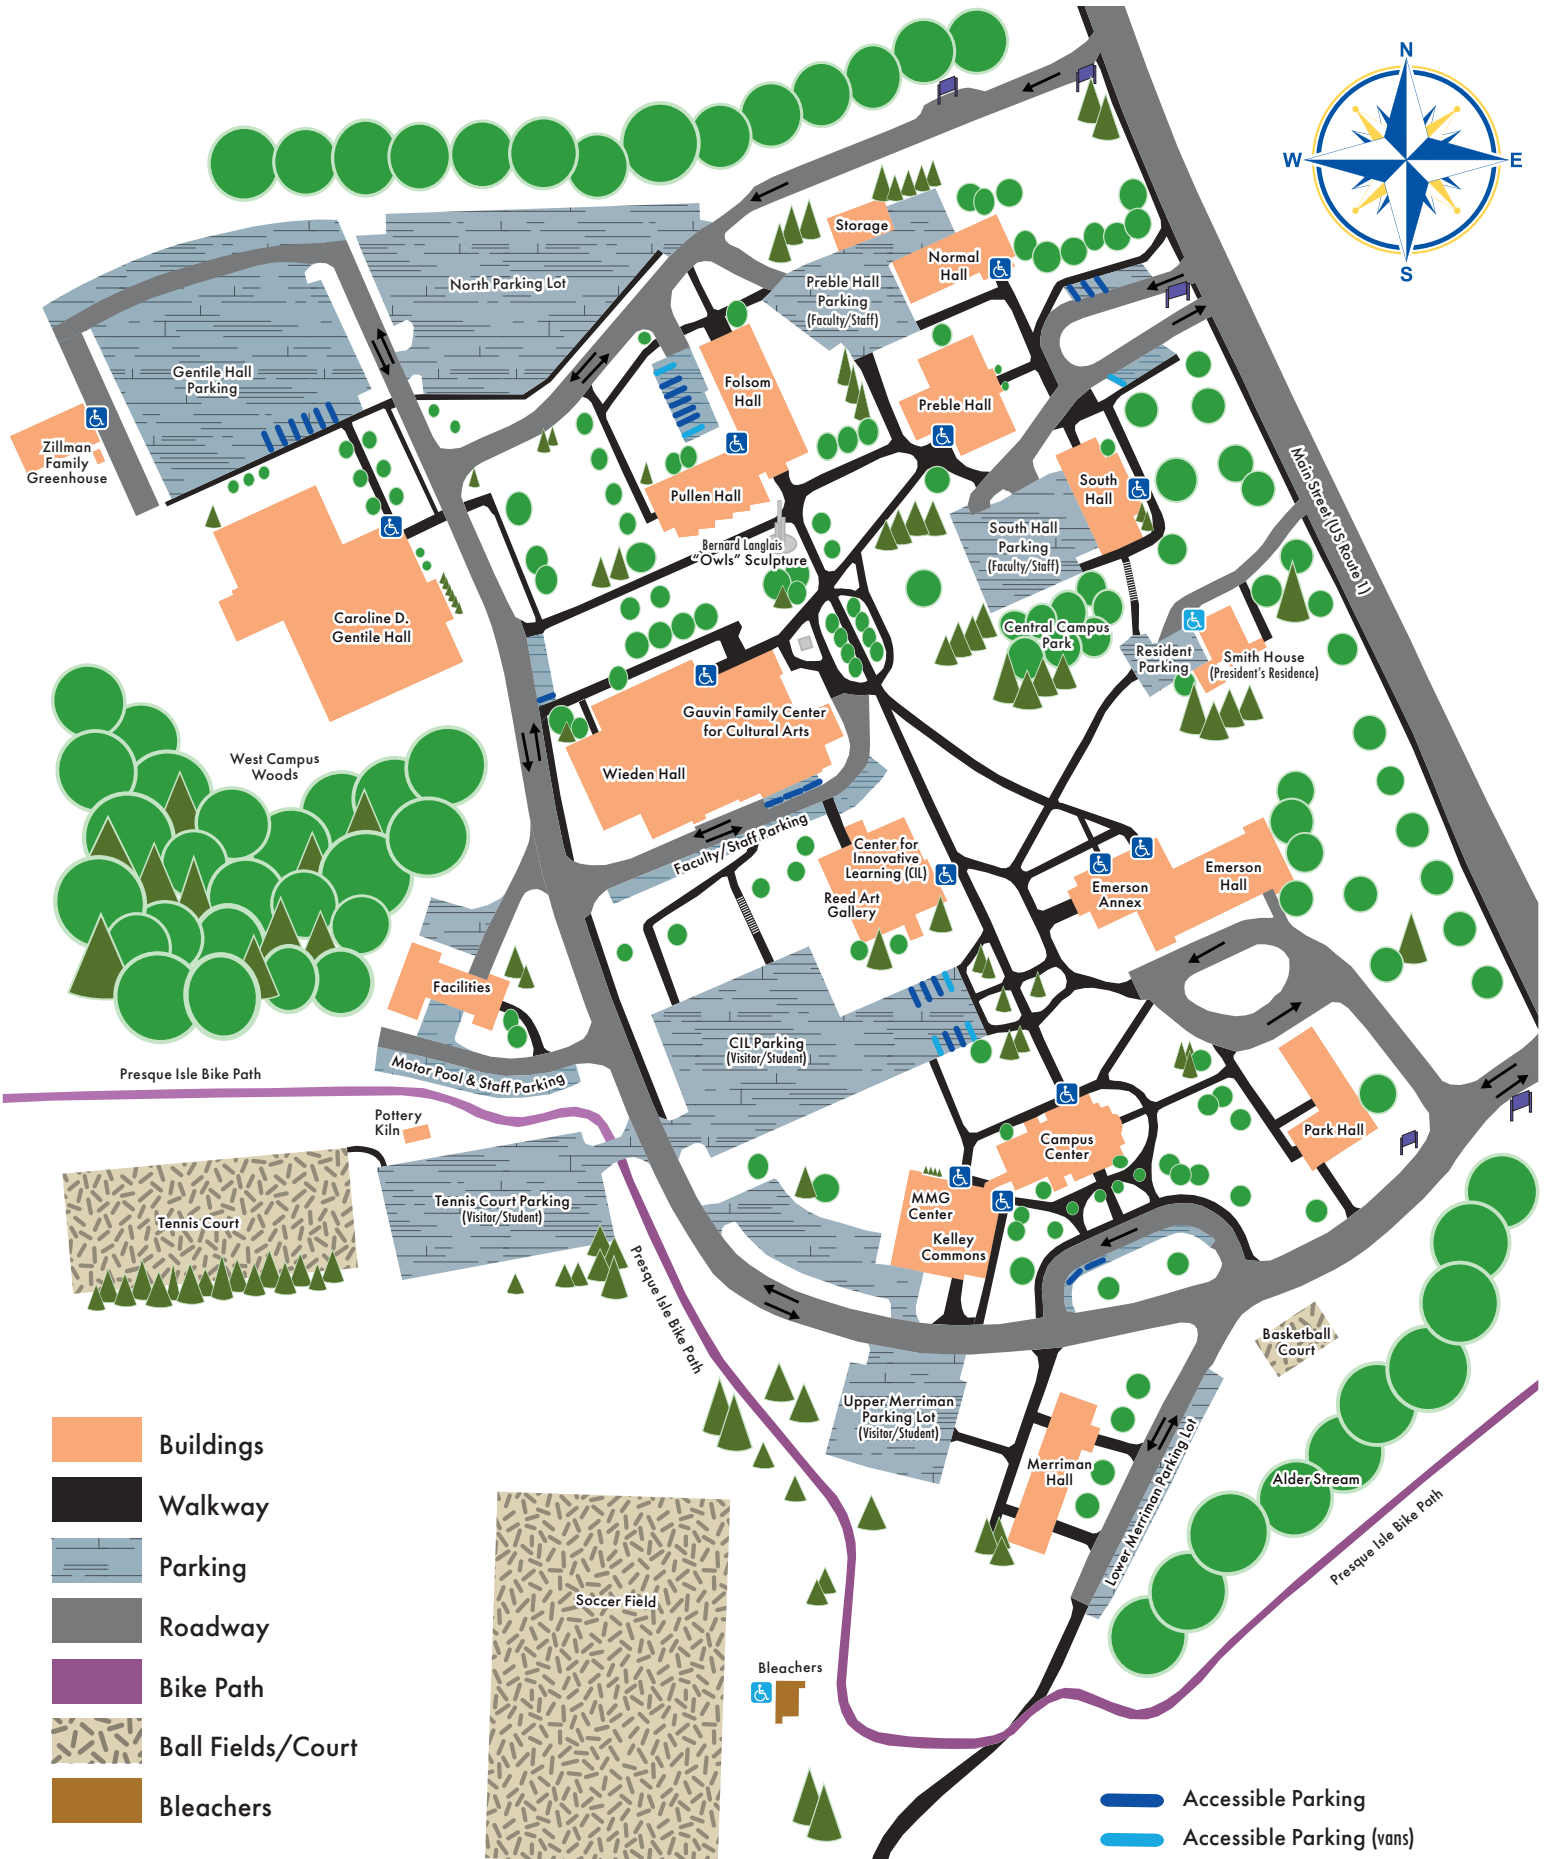 N
W
E
S
Storage
Normal
Hall
North Parking Lot
Preble Hall
Parking
(Faculty/Staff)
Gentile Hall
Parking
Folsom
Hall
Preble Hall
Zillman
Family
Greenhouse
Main Street (US Route 1)
South
Hall
Pullen Hall
Bernard Langlais
"Owls" Sculpture
South Hall
Parking
(Faculty/Staff)
Caroline D.
Gentile Hall
Central Campus
Park
Resident
Parking
Smith House
(President's Residence)
Gauvin Family Center
for Cultural Arts
Wieden Hall
West Campus
Woods
Faculty/Staff Parking
Center for
Innovative
Learning (CIL)
Reed Art
Gallery
Emerson
Hall
Emerson
Annex
Facilities
CIL Parking
(Visitor/Student)
Motor Pool & Staff Parking
Presque Isle Bike Path
Pottery
Kiln
Campus
Center
Park Hall
Tennis Court
Tennis Court Parking
(Visitor/Student)
MMG
Center
Kelley
Commons
Presque Isle Bike Path
Basketball
Court
Upper Merriman
Parking Lot
(Visitor/Student)
Merriman
Hall
Lower Merriman Parking Lot
Alder Stream
Presque Isle Bike Path
Soccer Field
Bleachers
Buildings
Walkway
Parking
Roadway
Bike Path
Ball Fields/Court
Bleachers
Accessible Parking
Accessible Parking (vans)